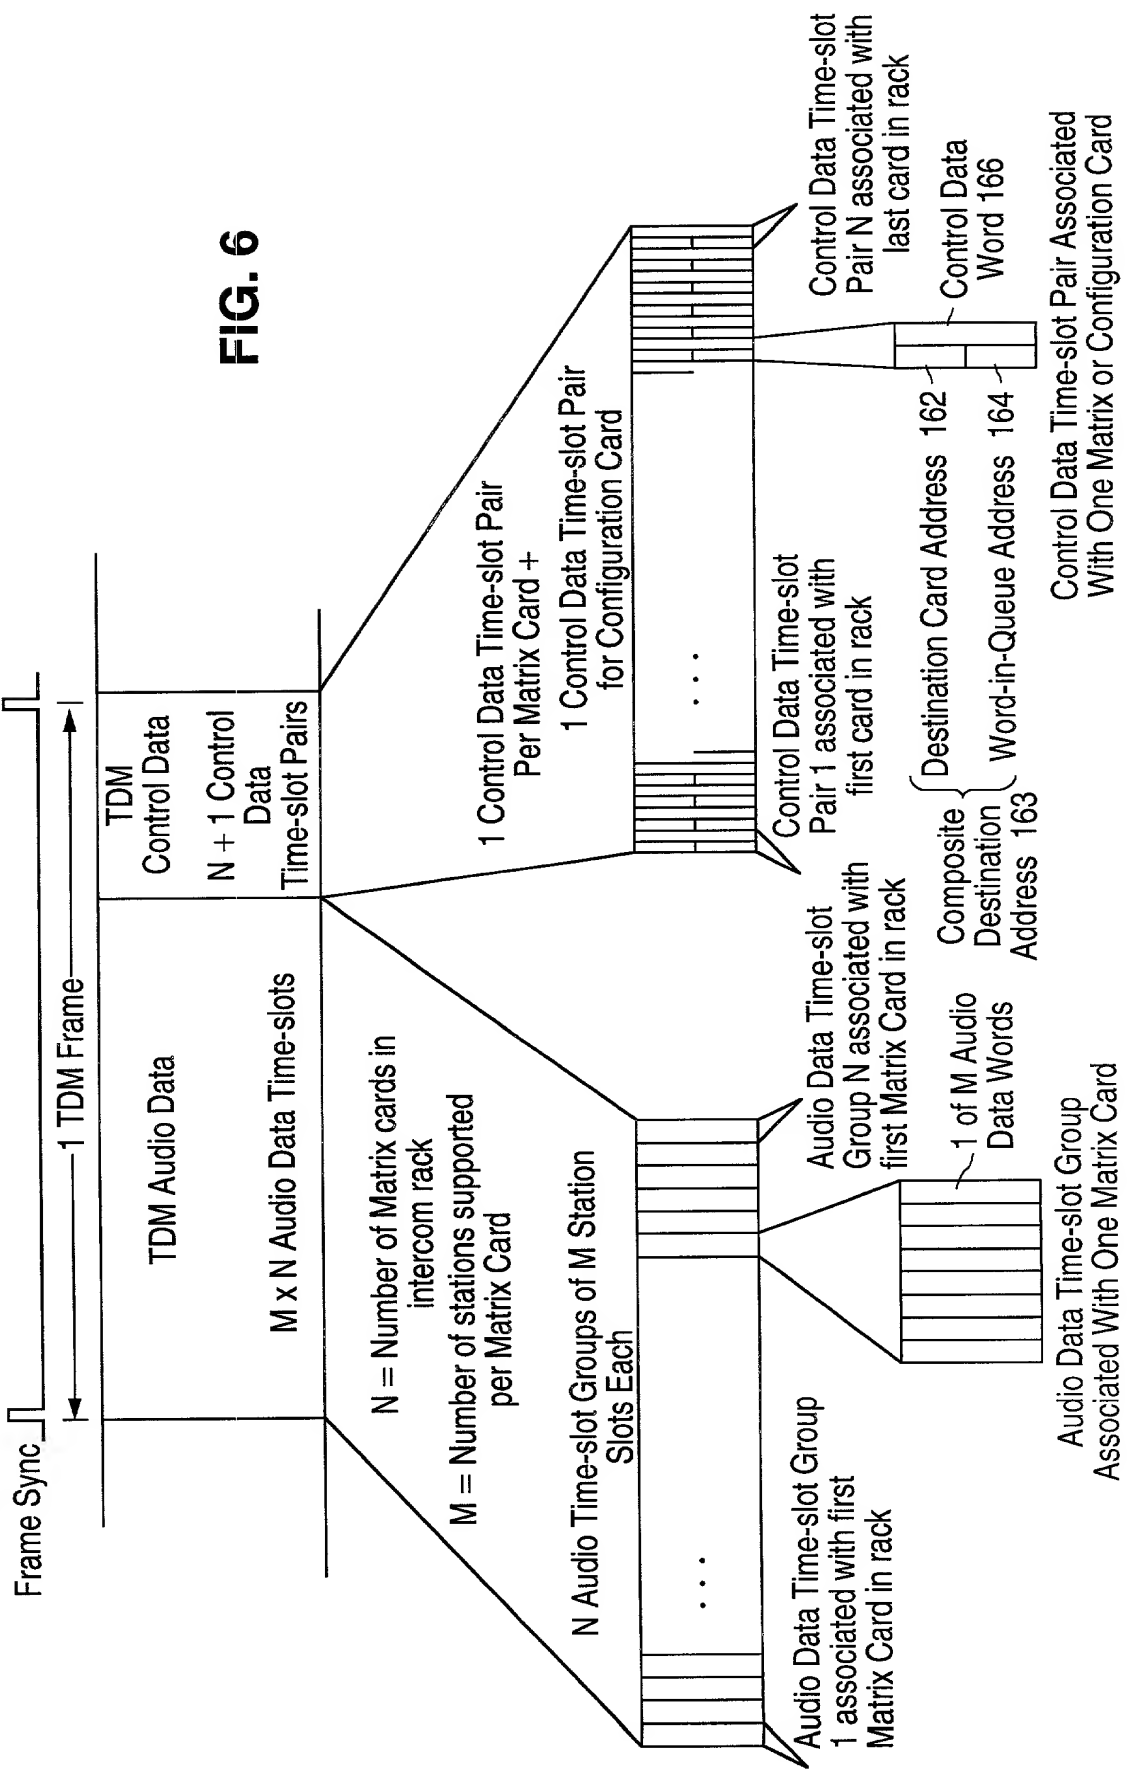 Frame Sync
1 TDM Frame
TDM Audio Data
M x N Audio Data Time-slots
TDM
Control Data
N + 1 Control
Data
Time-slot Pairs
FIG. 6
N = Number of Matrix cards in
intercom rack
M = Number of stations supported
per Matrix Card
N Audio Time-slot Groups of M Station
Slots Each
1 Control Data Time-slot Pair
Per Matrix Card +
1 Control Data Time-slot Pair
for Configuration Card
. . .
. . .
Audio Data Time-slot Group
1 associated with first
Matrix Card in rack
Audio Data Time-slot
Group N associated with
first Matrix Card in rack
Control Data Time-slot
Pair 1 associated with
first card in rack
Control Data Time-slot
Pair N associated with
last card in rack
1 of M Audio
Data Words
Audio Data Time-slot Group
Associated With One Matrix Card
Composite
Destination
Address 163
Destination Card Address 162
Word-in-Queue Address 164
Control Data
Word 166
Control Data Time-slot Pair Associated
With One Matrix or Configuration Card